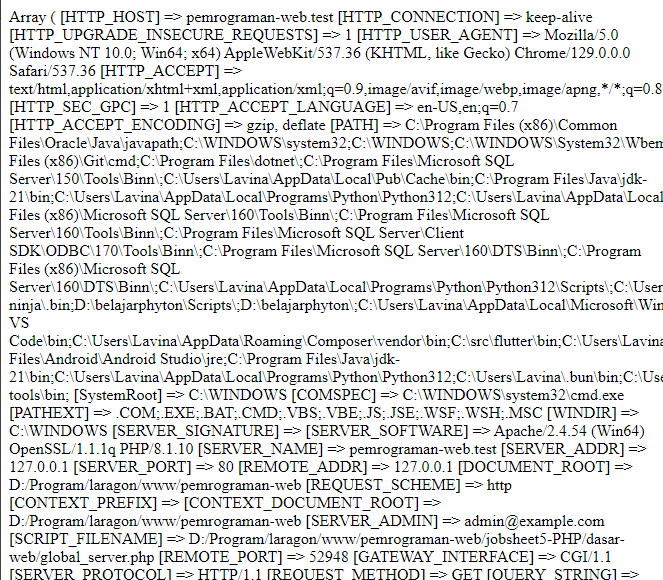 Array ( [HTTP_HOST] => pemrograman-web.test [HTTP_CONNECTION] => keep-alive
[HTTP_UPGRADE_INSECURE_REQUESTS] => 1 [HTTP_USER_AGENT] => Mozilla/5.0
(Windows NT 10.0; Win64; x64) AppleWebKit/537.36 (KHTML, like Gecko) Chrome/129.0.0.0
Safari/537.36 [HTTP_ACCEPT] =>
text/html,application/xhtml+xml,application/xml;q=0.9,image/avif,image/webp,image/apng,*/*;q=0.8
[HTTP_SEC_GPC] => 1 [HTTP_ACCEPT_LANGUAGE] => en-US,en;q=0.7
[HTTP_ACCEPT_ENCODING] => gzip, deflate [PATH] => C:\Program Files (x86)\Common
Files\Oracle\Java\javapath;C:\WINDOWS\system32;C:\WINDOWS;C:\WINDOWS\System32\Wbem
Files (x86)\Git\cmd;C:\Program Files\dotnet\;C:\Program Files\Microsoft SQL
Server\150\Tools\Binn\;C:\Users\Lavina\AppData\Local\Pub\Cache\bin;C:\Program Files\Java\jdk-
21\bin;C:\Users\Lavina\AppData\Local\Programs\Python\Python312;C:\Users\Lavina\AppData\Local
Files (x86)\Microsoft SQL Server\160\Tools\Binn\;C:\Program Files\Microsoft SQL
Server\160\Tools\Binn\;C:\Program Files\Microsoft SQL Server\Client
SDK\ODBC\170\Tools\Binn\;C:\Program Files\Microsoft SQL Server\160\DTS\Binn\;C:\Program
Files (x86)\Microsoft SQL
Server\160\DTS\Binn\;C:\Users\Lavina\AppData\Local\Programs\Python\Python312\Scripts\;C:\User
ninja\.bin;D:\belajarphyton\Scripts\;D:\belajarphyton\;C:\Users\Lavina\AppData\Local\Microsoft\Win
VS
Code\bin;C:\Users\Lavina\AppData\Roaming\Composer\vendor\bin;C:\src\flutter\bin;C:\Users\Lavina
Files\Android\Android Studio\jre;C:\Program Files\Java\jdk-
21\bin;C:\Users\Lavina\AppData\Local\Programs\Python\Python312;C:\Users\Lavina\.bun\bin;C:\Use
tools\bin; [SystemRoot] => C:\WINDOWS [COMSPEC] => C:\WINDOWS\system32\cmd.exe
[PATHEXT] => .COM;.EXE;.BAT;.CMD;.VBS;.VBE;.JS;.JSE;.WSF;.WSH;.MSC [WINDIR] =>
C:\WINDOWS [SERVER_SIGNATURE] => [SERVER_SOFTWARE] => Apache/2.4.54 (Win64)
OpenSSL/1.1.1q PHP/8.1.10 [SERVER_NAME] => pemrograman-web.test [SERVER_ADDR] =>
127.0.0.1 [SERVER_PORT] => 80 [REMOTE_ADDR] => 127.0.0.1 [DOCUMENT_ROOT] =>
D:/Program/laragon/www/pemrograman-web [REQUEST_SCHEME] => http
[CONTEXT_PREFIX] => [CONTEXT_DOCUMENT_ROOT] =>
D:/Program/laragon/www/pemrograman-web [SERVER_ADMIN] => admin@example.com
[SCRIPT_FILENAME] => D:/Program/laragon/www/pemrograman-web/jobsheet5-PHP/dasar-
web/global_server.php [REMOTE_PORT] => 52948 [GATEWAY_INTERFACE] => CGI/1.1
[SERVER_PROTOCOL] => HTTP/1.1 [REQUEST_METHOD] => GET [QUERY_STRING] =>